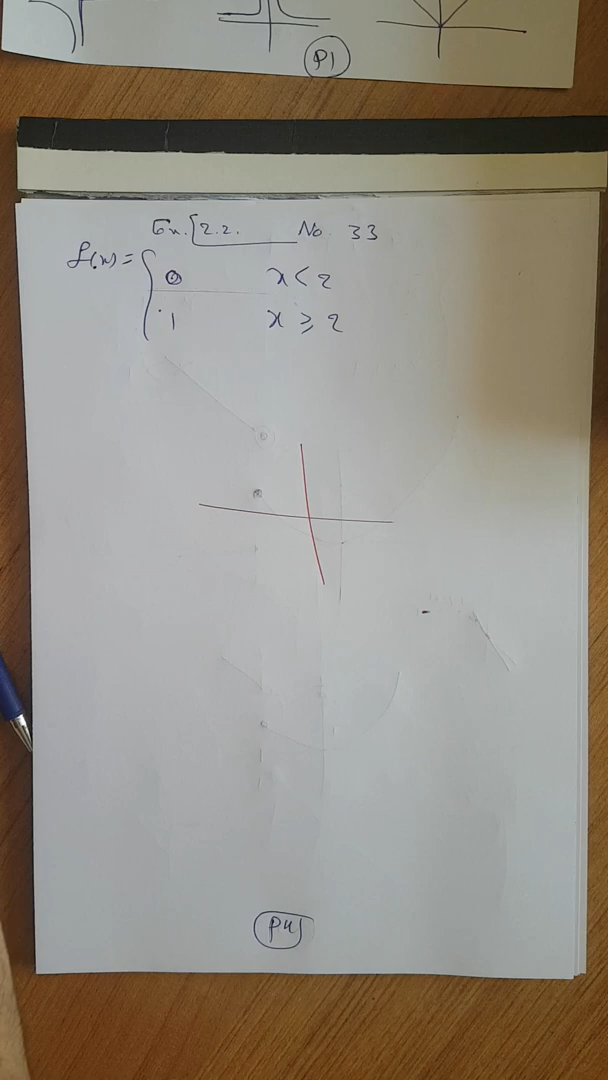 P1
Ex. 2.2. No. 33
f(x) = { 0 x < 2
1 x ⩾ 2
P4